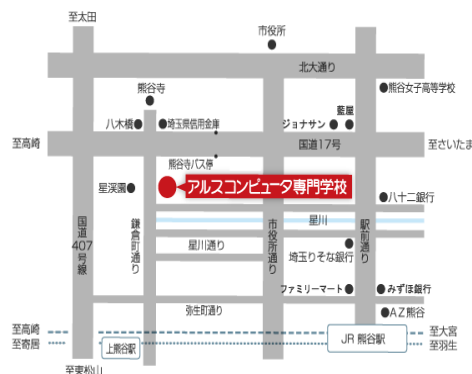 至太田
市役所
北大通り
熊谷寺
熊谷女子高等学校
藍屋
八木橋
埼玉県信用金庫
ジョナサン
至高崎
国道17号
至さいたま
熊谷寺バス停
星渓園
アルスコンピュータ専門学校
八十二銀行
国道407号線
鎌倉町通り
市役所通り
駅前通り
星川
星川通り
埼玉りそな銀行
ファミリーマート
みずほ銀行
弥生町通り
AZ熊谷
至高崎
至寄居
上熊谷駅
JR 熊谷駅
至大宮
至羽生
至東松山